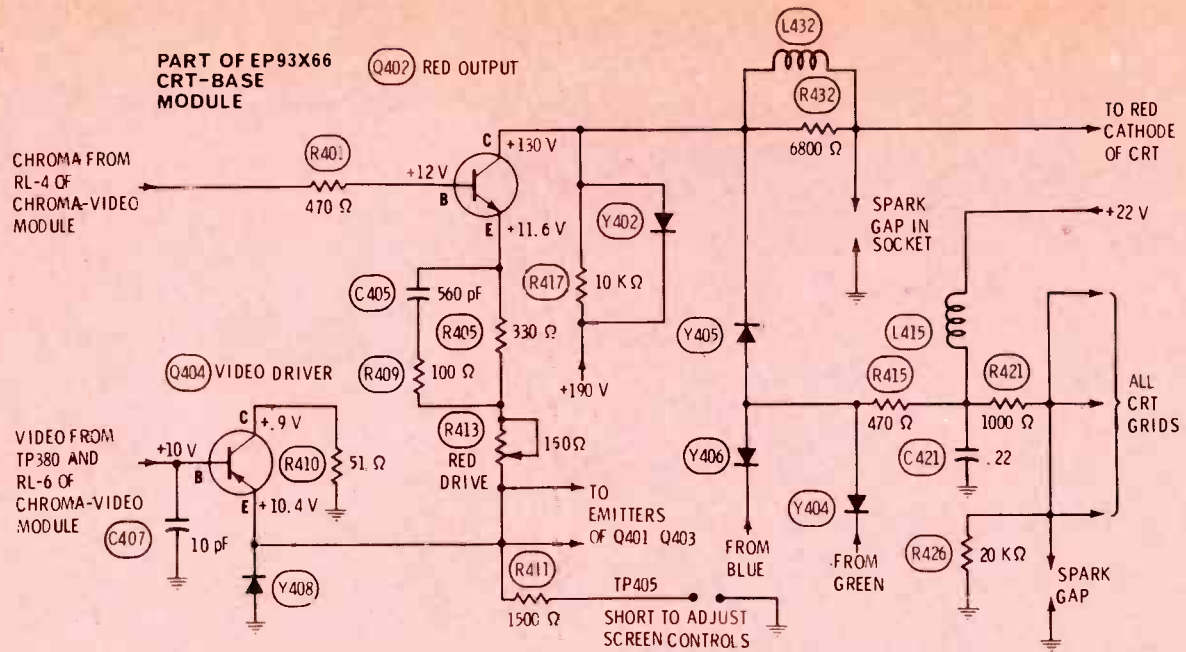 PART OF EP93X66
CRT-BASE
MODULE
Q402 RED OUTPUT
L432
R432
6800 Ω
TO RED
CATHODE
OF CRT
CHROMA FROM
RL-4 OF
CHROMA-VIDEO
MODULE
R401
470 Ω
+12 V
B
C
+130 V
E
+11.6 V
Y402
SPARK
GAP IN
SOCKET
+22 V
C405
560 pF
R417
10 KΩ
R405
330 Ω
R409
100 Ω
+190 V
L415
Y405
Q404 VIDEO DRIVER
R415
470 Ω
R421
1000 Ω
ALL
CRT
GRIDS
VIDEO FROM
TP380 AND
RL-6 OF
CHROMA-VIDEO
MODULE
+10 V
B
C
+.9 V
E
+10.4 V
R410
51 Ω
R413
RED
DRIVE
150Ω
Y406
C421
.22
C407
10 pF
TO
EMITTERS
OF Q401 Q403
Y404
R426
20 KΩ
FROM
BLUE
FROM
GREEN
SPARK
GAP
Y408
R411
1500 Ω
TP405
SHORT TO ADJUST
SCREEN CONTROLS